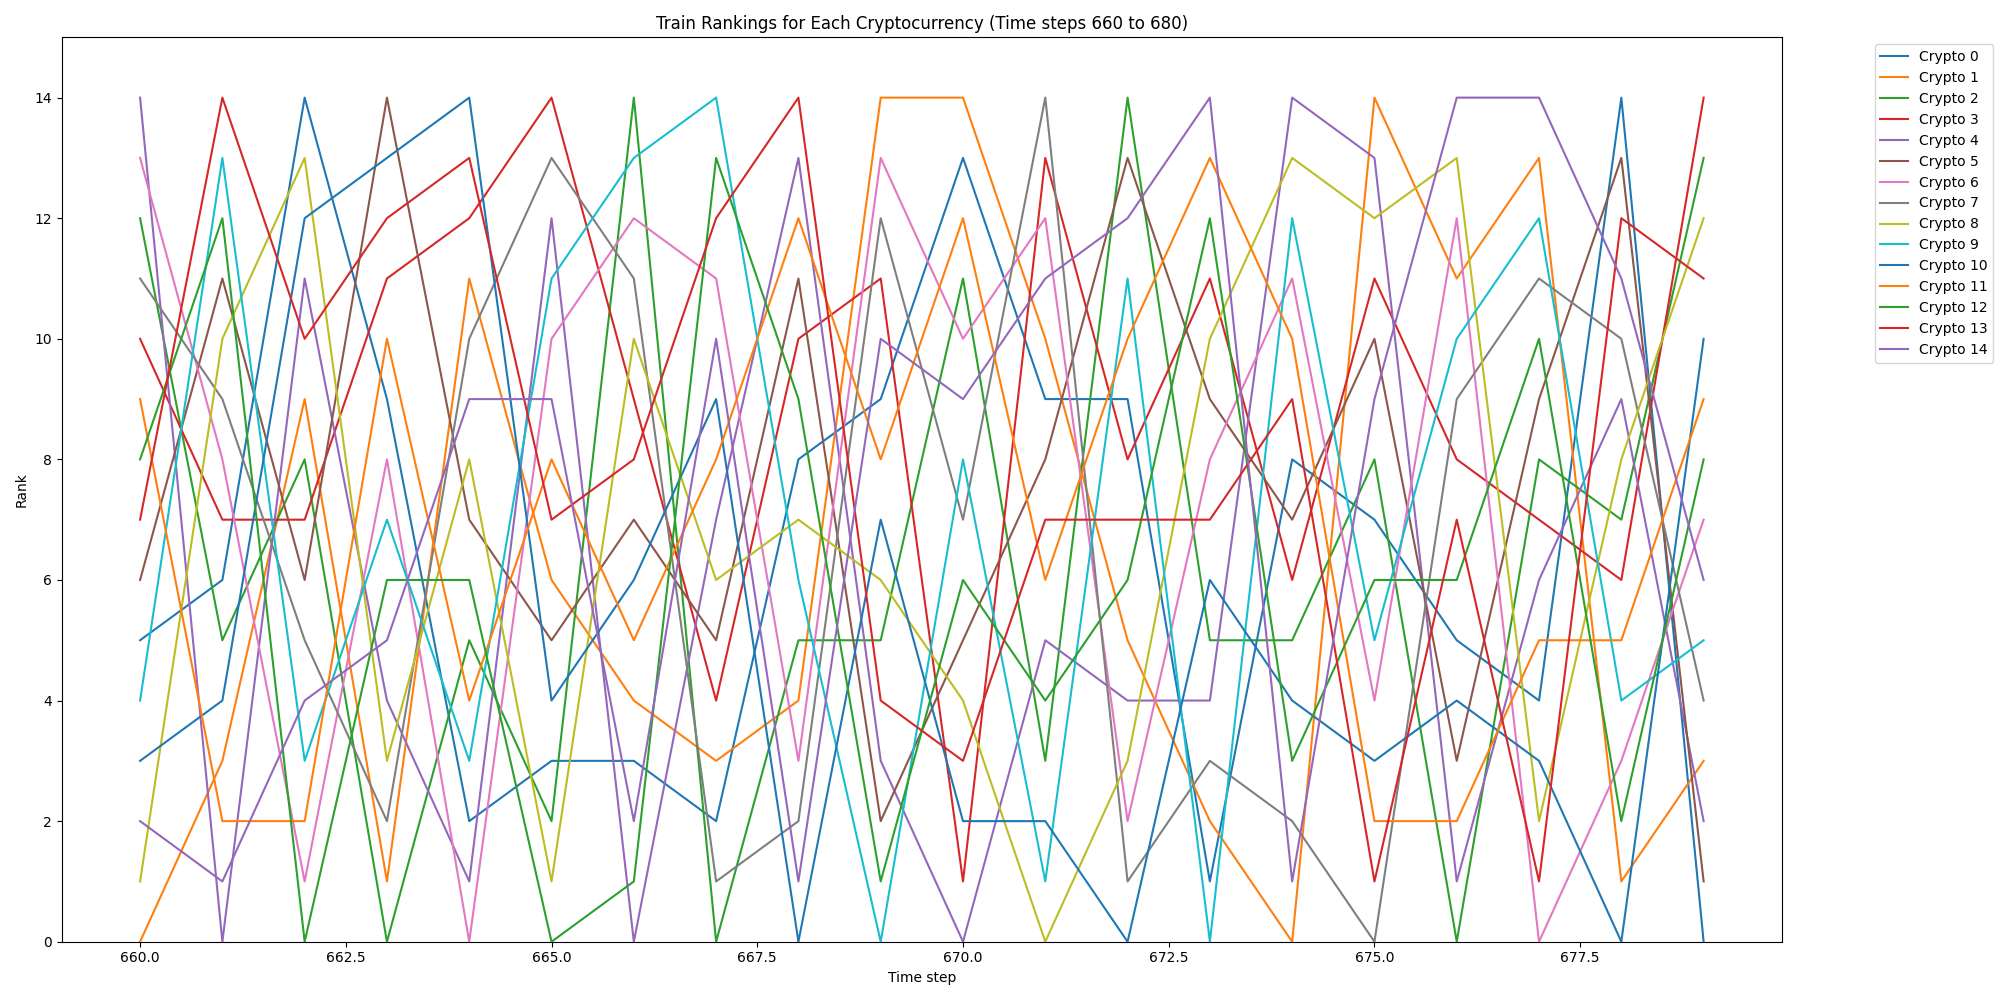 Train Rankings for Each Cryptocurrency (Time steps 660 to 680)
Rank
14
12
10
8
6
4
2
0
660.0 662.5 665.0 667.5 670.0 672.5 675.0 677.5
Time step
Crypto 0
Crypto 1
Crypto 2
Crypto 3
Crypto 4
Crypto 5
Crypto 6
Crypto 7
Crypto 8
Crypto 9
Crypto 10
Crypto 11
Crypto 12
Crypto 13
Crypto 14